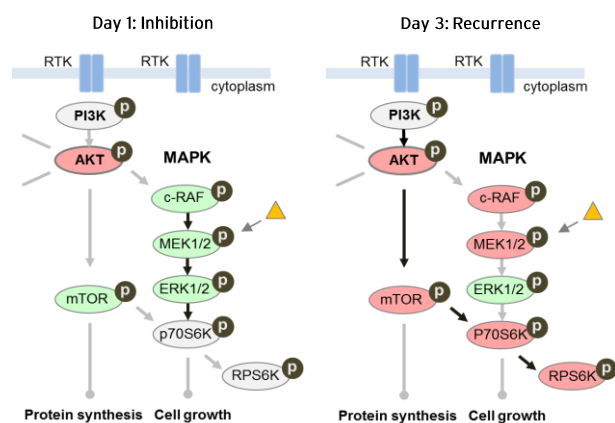 Day 1: Inhibition
RTK
RTK
cytoplasm
PI3K
p
AKT
p
MAPK
c-RAF
p
MEK1/2
p
ERK1/2
p
mTOR
p
p70S6K
p
RPS6K
p
Protein synthesis
Cell growth
Day 3: Recurrence
RTK
RTK
cytoplasm
PI3K
p
AKT
p
MAPK
c-RAF
p
MEK1/2
p
ERK1/2
p
mTOR
p
P70S6K
p
RPS6K
p
Protein synthesis
Cell growth